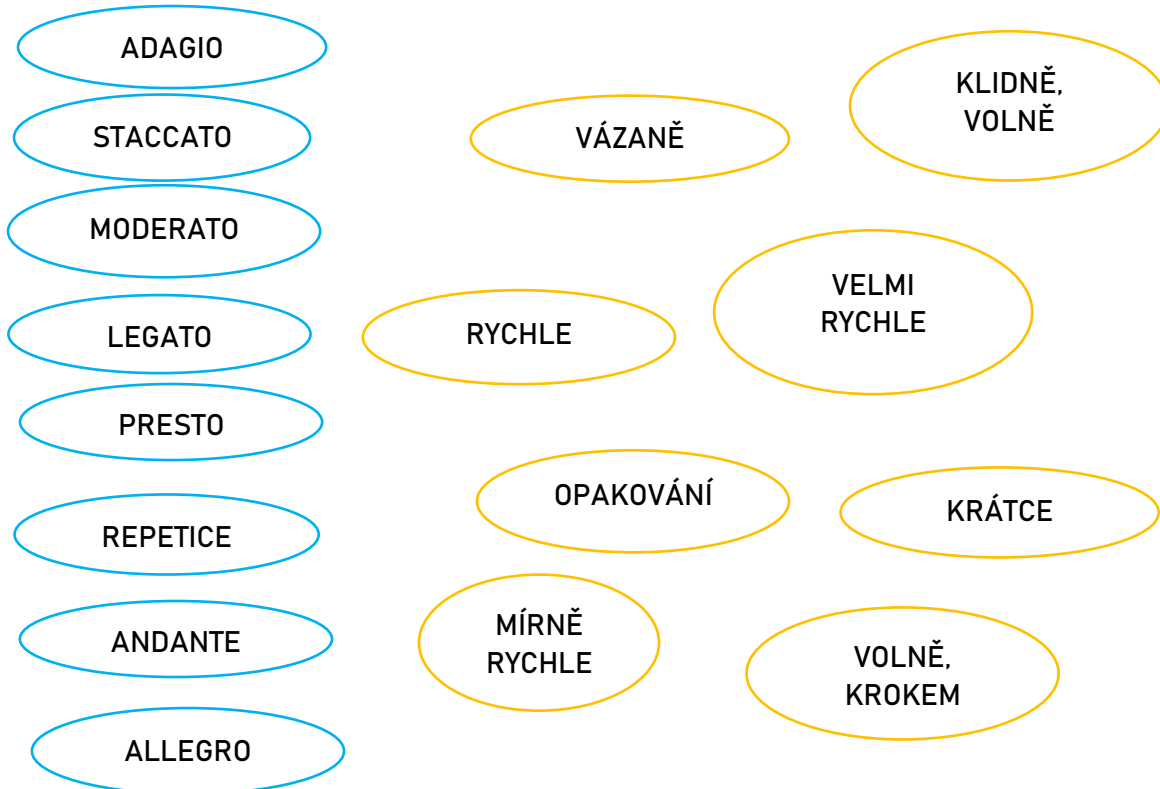 ADAGIO
STACCATO
MODERATO
LEGATO
PRESTO
REPETICE
ANDANTE
ALLEGRO
VÁZANĚ
KLIDNĚ,
VOLNĚ
RYCHLE
VELMI
RYCHLE
OPAKOVÁNÍ
KRÁTCE
MÍRNĚ
RYCHLE
VOLNĚ,
KROKEM